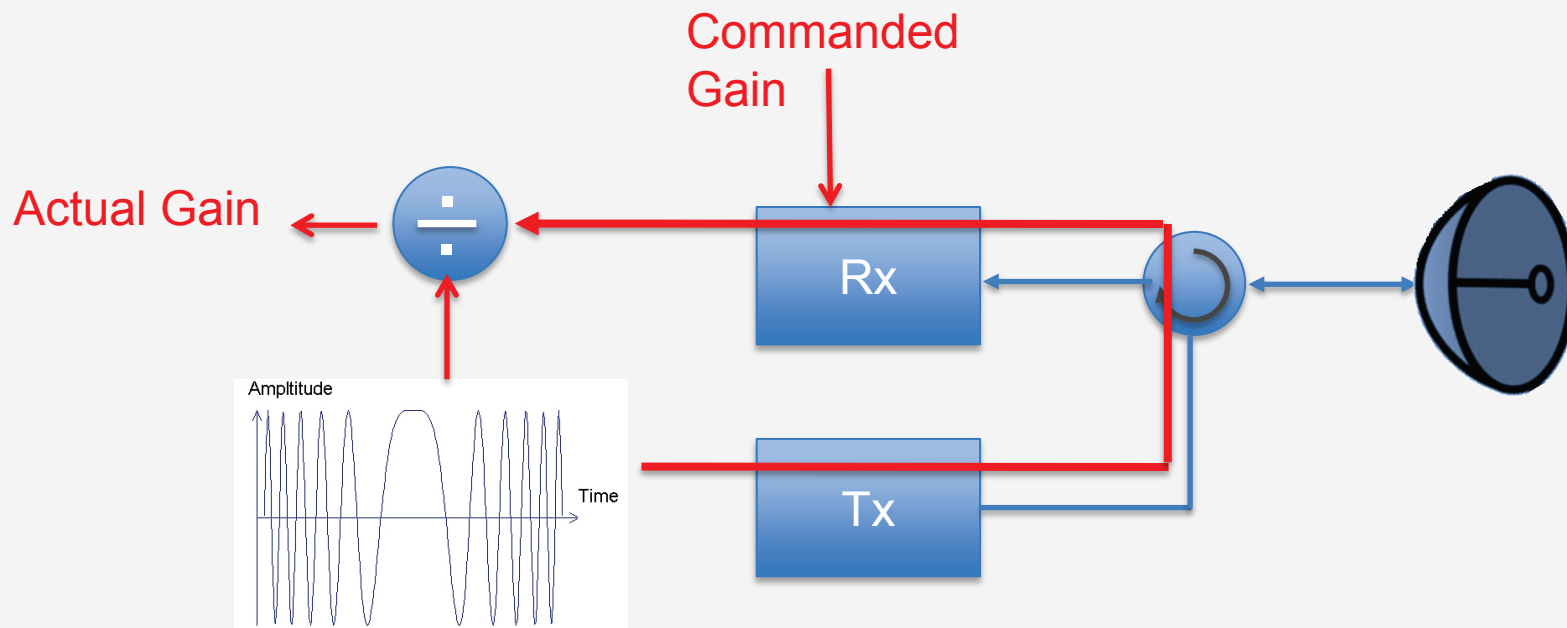 Commanded
Gain
Actual Gain
Rx
Ampltitude
Time
Tx